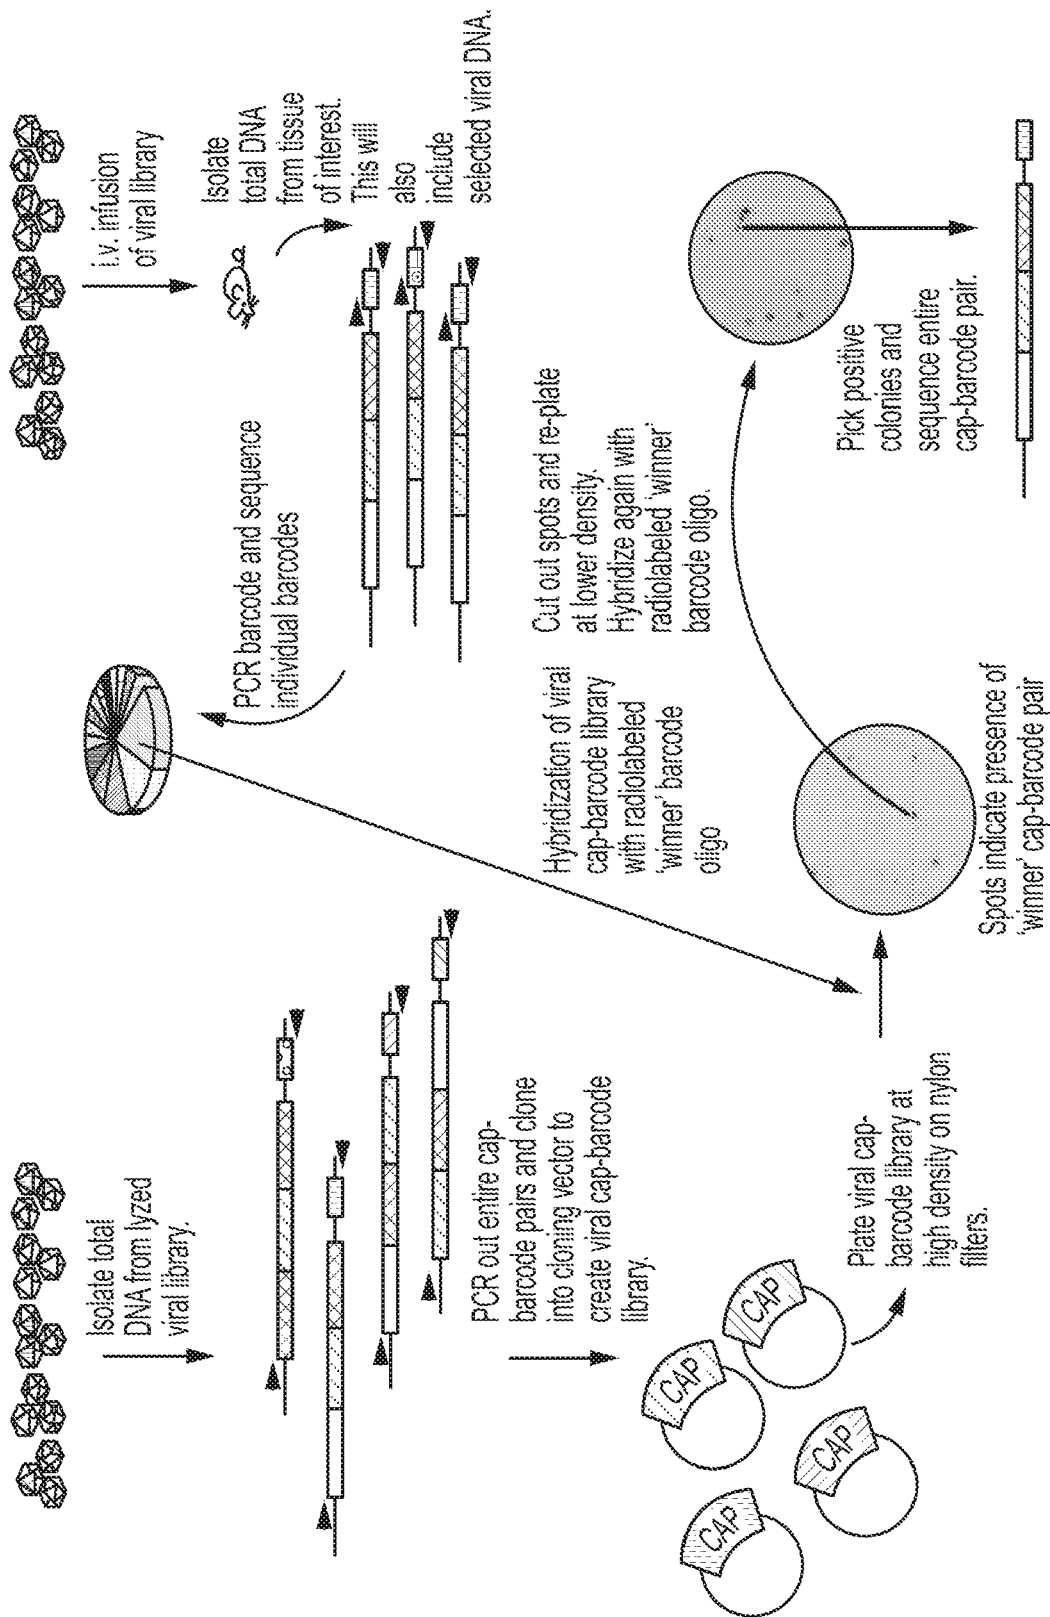 Isolate total
DNA from lyzed
viral library.
PCR out entire cap-
barcode pairs and clone
into cloning vector to
create viral cap-barcode
library.
CAP
CAP
CAP
CAP
Plate viral cap-
barcode library at
high density on nylon
filters.
i.v. infusion
of viral library
Isolate
total DNA
from tissue
of interest.
This will
also
include
selected viral DNA.
PCR barcode and sequence
individual barcodes
Hybridization of viral
cap-barcode library
with radiolabeled
'winner' barcode
oligo
Spots indicate presence of
'winner' cap-barcode pair
Cut out spots and re-plate
at lower density.
Hybridize again with
radiolabeled 'winner'
barcode oligo.
Pick positive
colonies and
sequence entire
cap-barcode pair.